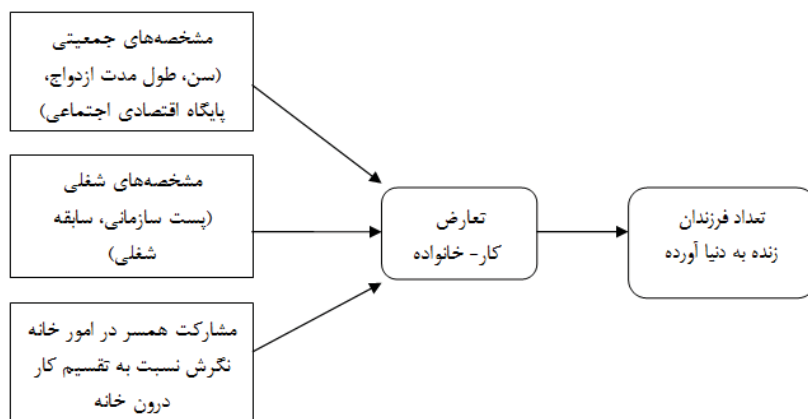 مشخصه‌های جمعیتی
(سن، طول مدت ازدواج،
پایگاه اقتصادی اجتماعی)
مشخصه‌های شغلی
(پست سازمانی، سابقه
شغلی)
مشارکت همسر در امور خانه
نگرش نسبت به تقسیم کار
درون خانه
تعارض
کار- خانواده
تعداد فرزندان
زنده به دنیا آورده